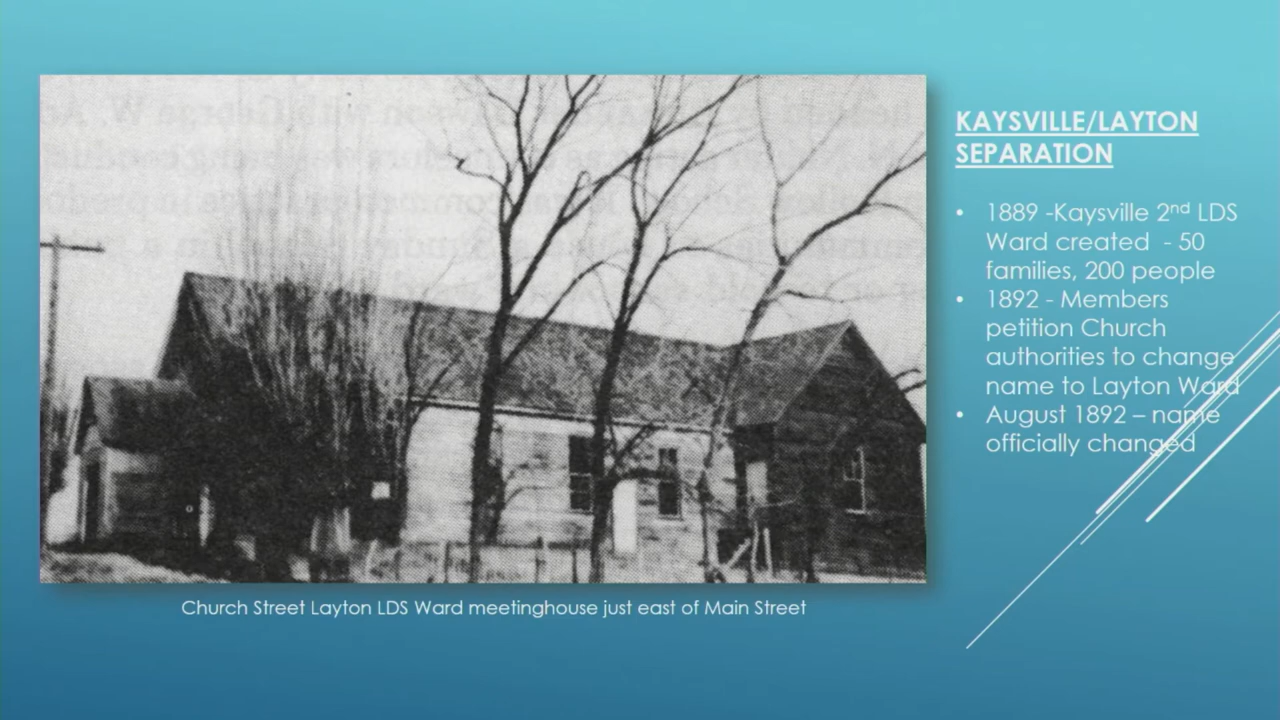 KAYSVILLE/LAYTON
SEPARATION
• 1889 -Kaysville 2nd LDS
Ward created - 50
families, 200 people
• 1892 - Members
petition Church
authorities to change
name to Layton Ward
• August 1892 – name
officially changed
Church Street Layton LDS Ward meetinghouse just east of Main Street